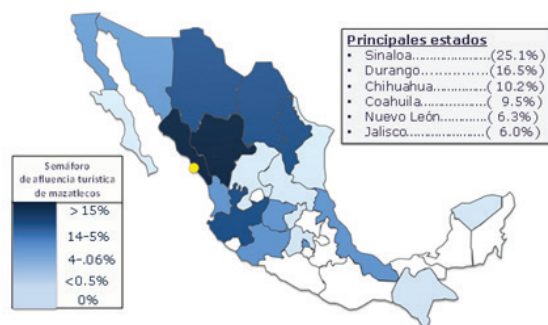 Principales estados
• Sinaloa......................(25.1%)
• Durango................(16.5%)
• Chihuahua..............(10.2%)
• Coahuila..................( 9.5%)
• Nuevo León.............( 6.3%)
• Jalisco......................( 6.0%)
Semáforo
de afluencia turística
de mazatlecos
>15%
14-5%
4-.06%
<0.5%
0%